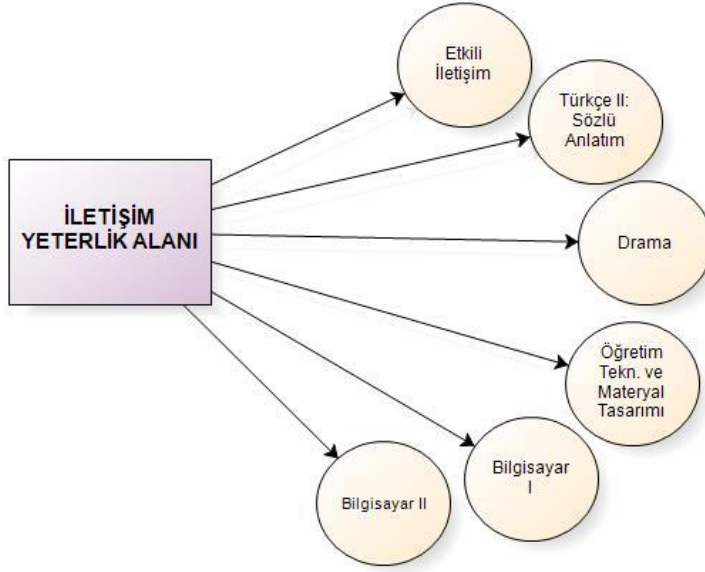 Etkili
İletişim
Türkçe II:
Sözlü
Anlatım
İLETİŞİM
YETERLİK ALANI
Drama
Öğretim
Tekn. ve
Materyal
Tasarımı
Bilgisayar
I
Bilgisayar II